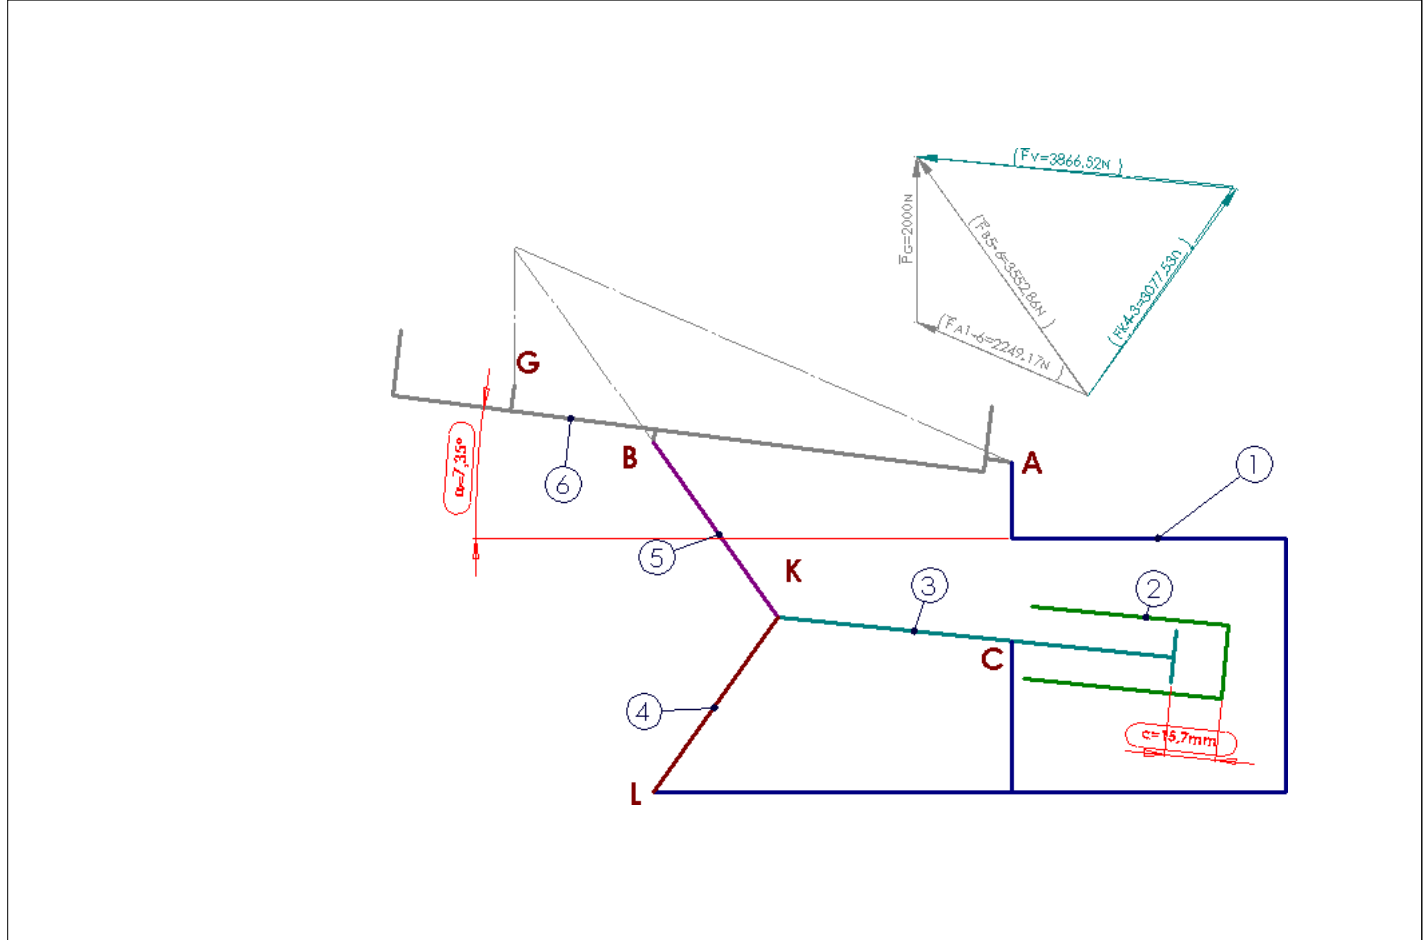 ( F̅V=3866,52N )
P̅G=2000N
( F̅B5-6=3552,86N )
( FK4-3=3077,53N )
( F̅A1-6=2249,17N )
G
B
A
1
6
α=7,35°
5
K
3
2
C
4
c=15,7mm
L